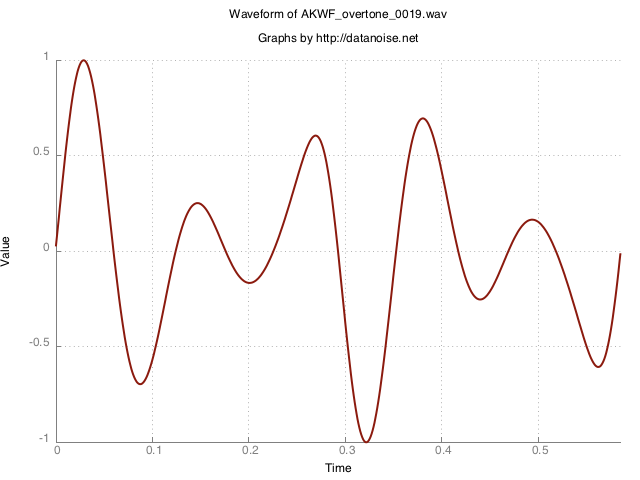 Waveform of AKWF_overtone_0019.wav
Graphs by http://datanoise.net
1
0.5
0
-0.5
-1
Value
0 0.1 0.2 0.3 0.4 0.5
Time